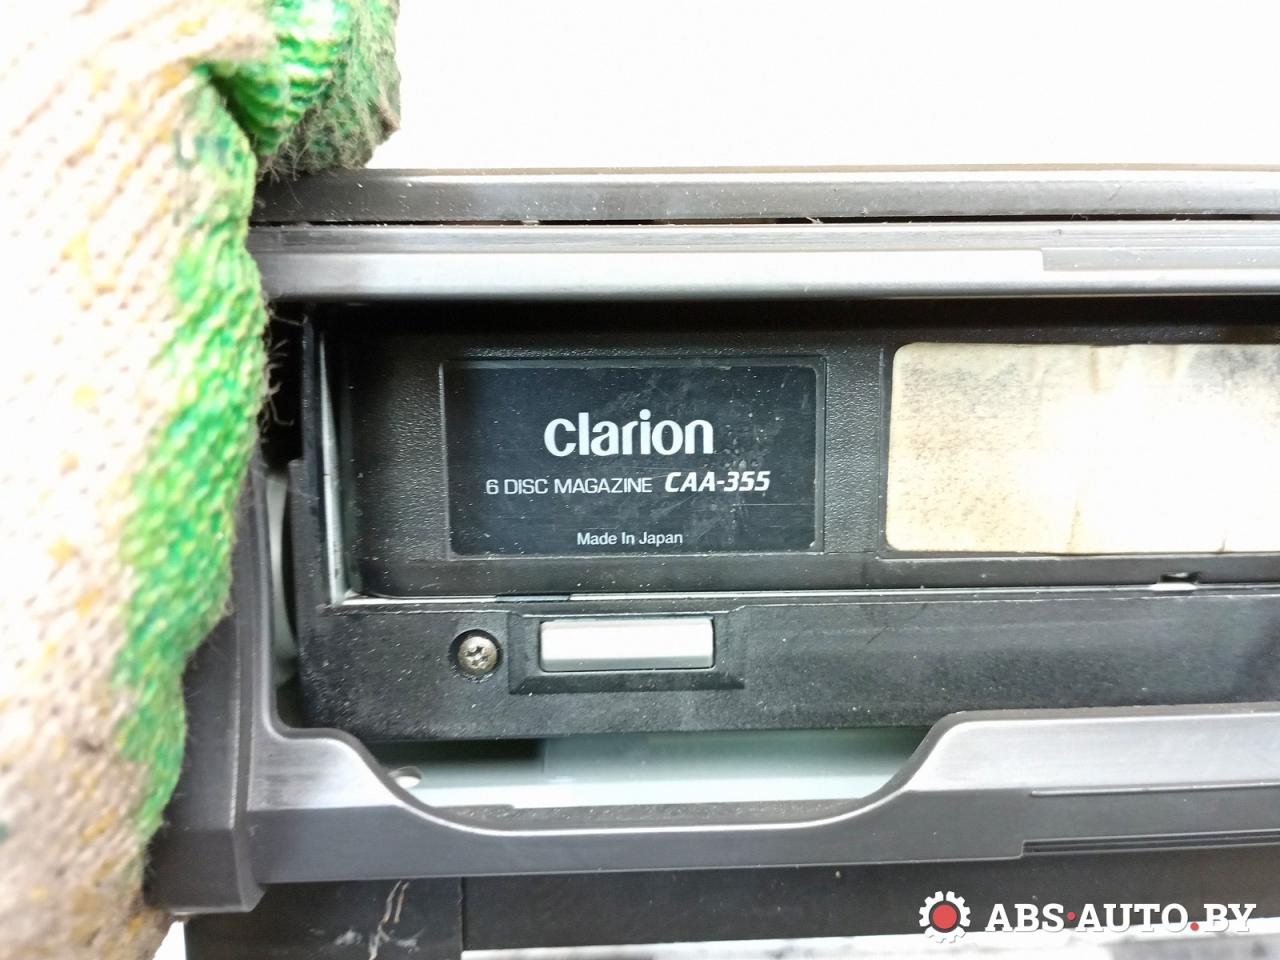 clarion
6 DISC MAGAZINE CAA-355
Made In Japan
ABS·AUTO.BY